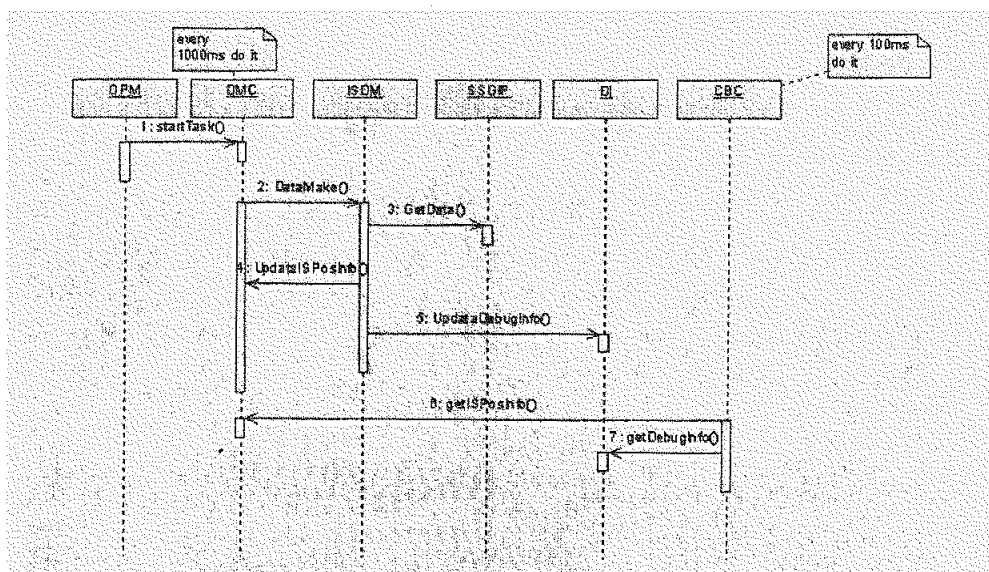 every
1000ms do it
every 100ms
do it
OPM
DMC
ISDM
SSGIP
DI
CBC
1 : startTask()
2: DataMake()
3: GetData()
4: UpdateISPosInfo()
5: UpdateDebugInfo()
6: getISPosInfo()
7 : getDebugInfo()